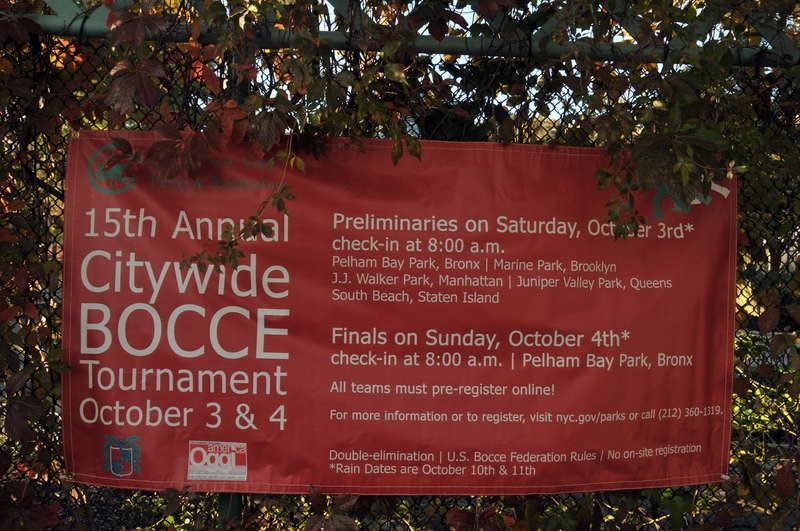 15th Annual
Citywide
BOCCE
Tournament
October 3 & 4
america
Oggi
Preliminaries on Saturday, October 3rd*
check-in at 8:00 a.m.
Pelham Bay Park, Bronx | Marine Park, Brooklyn
J.J. Walker Park, Manhattan | Juniper Valley Park, Queens
South Beach, Staten Island
Finals on Sunday, October 4th*
check-in at 8:00 a.m. | Pelham Bay Park, Bronx
All teams must pre-register online!
For more information or to register, visit nyc.gov/parks or call (212) 360-1319.
Double-elimination | U.S. Bocce Federation Rules / No on-site registration
*Rain Dates are October 10th & 11th